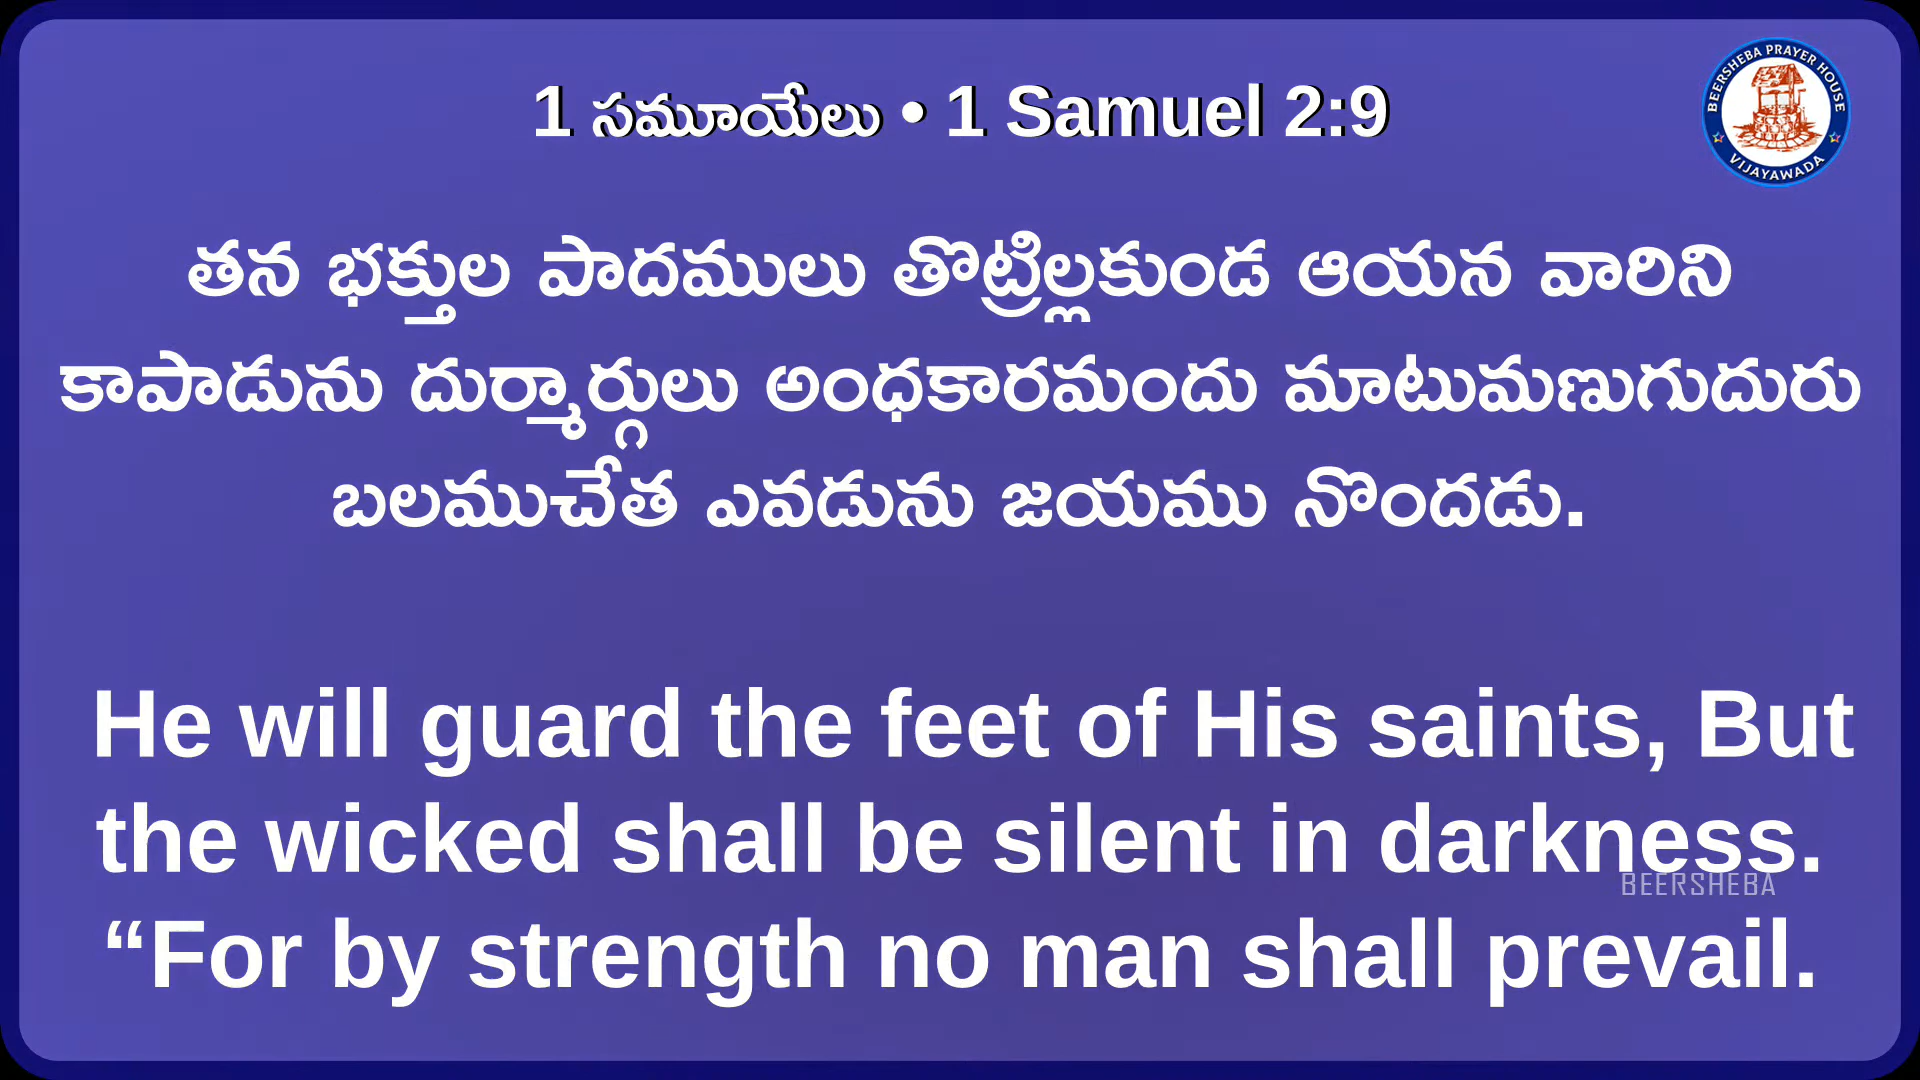 1 సమూయేలు • 1 Samuel 2:9
BEERSHEBA PRAYER HOUSE
VIJAYAWADA
తన భక్తుల పాదములు తొట్రిల్లకుండ ఆయన వారిని
కాపాడును దుర్మార్గులు అంధకారమందు మాటుమణుగుదురు
బలముచేత ఎవడును జయము నొందడు.
He will guard the feet of His saints, But
the wicked shall be silent in darkness.
BEERSHEBA
“For by strength no man shall prevail.